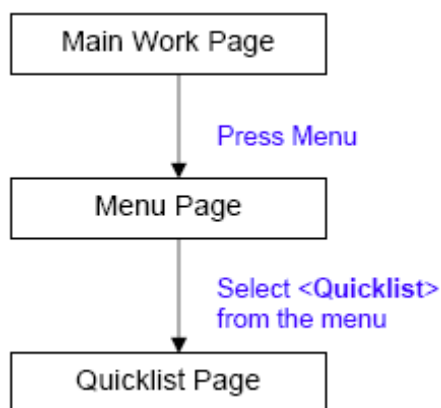 Main Work Page
Press Menu
Menu Page
Select <Quicklist>
from the menu
Quicklist Page